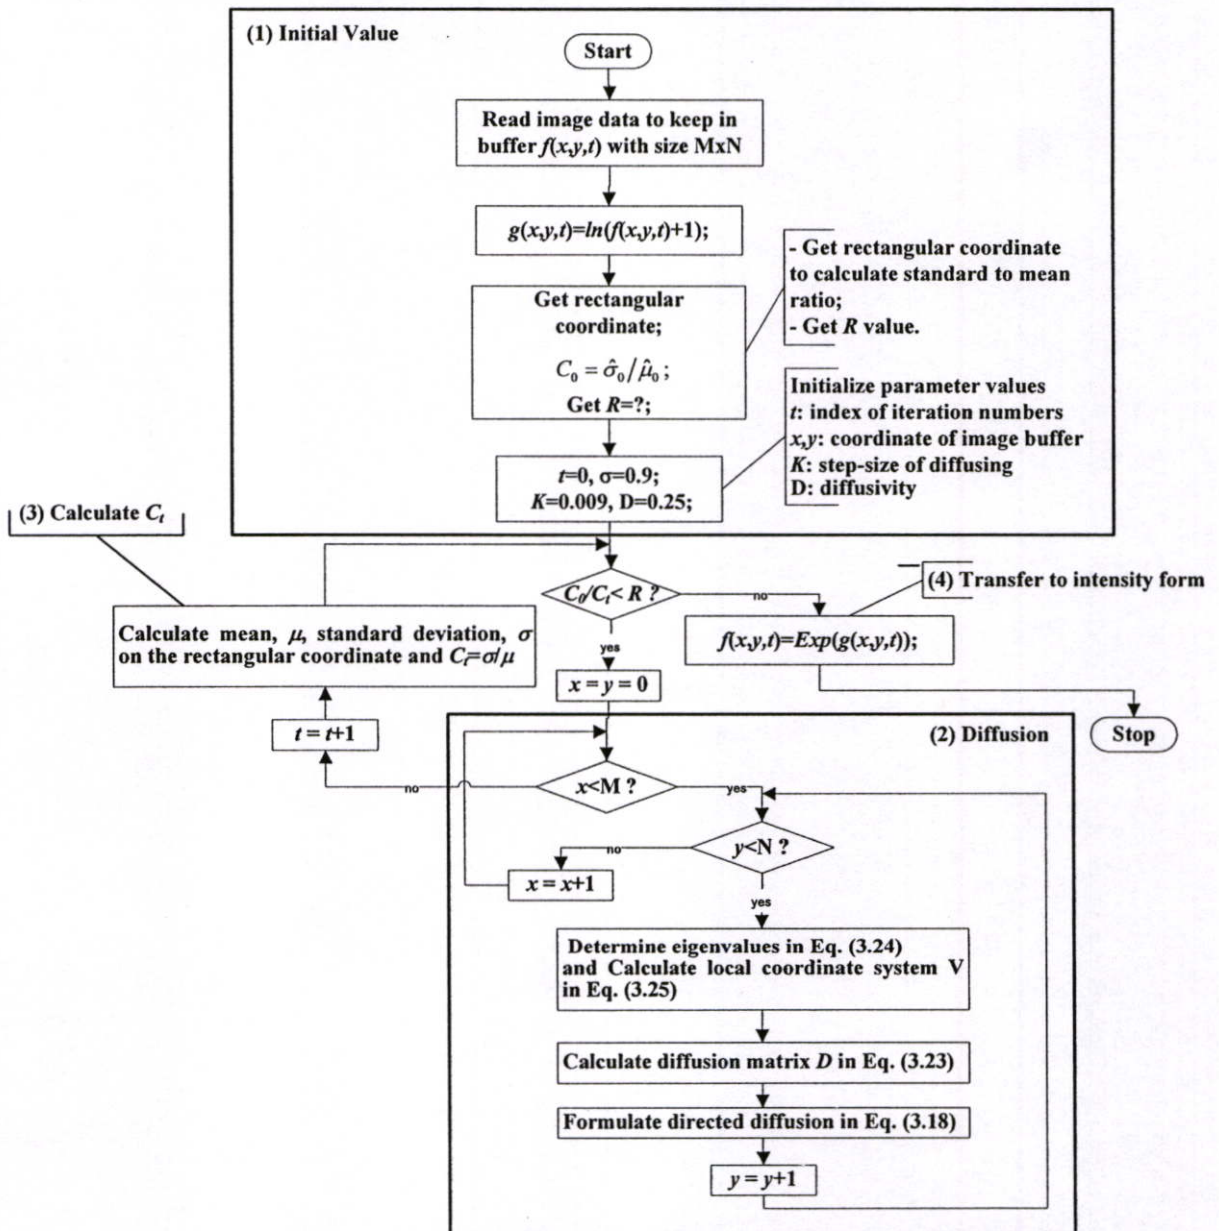 (1) Initial Value
Start
Read image data to keep in
buffer f(x,y,t) with size MxN
g(x,y,t)=ln(f(x,y,t)+1);
Get rectangular
coordinate;
C₀ = σ̂₀/μ̂₀;
Get R=?;
- Get rectangular coordinate
to calculate standard to mean
ratio;
- Get R value.
t=0, σ=0.9;
K=0.009, D=0.25;
Initialize parameter values
t: index of iteration numbers
x,y: coordinate of image buffer
K: step-size of diffusing
D: diffusivity
(3) Calculate Cₜ
C₀/Cₜ< R ?
no
(4) Transfer to intensity form
Calculate mean, μ, standard deviation, σ
on the rectangular coordinate and Cₜ=σ/μ
f(x,y,t)=Exp(g(x,y,t));
yes
x = y = 0
t = t+1
(2) Diffusion
Stop
x<M ?
no
yes
y<N ?
no
x = x+1
yes
Determine eigenvalues in Eq. (3.24)
and Calculate local coordinate system V
in Eq. (3.25)
Calculate diffusion matrix D in Eq. (3.23)
Formulate directed diffusion in Eq. (3.18)
y = y+1